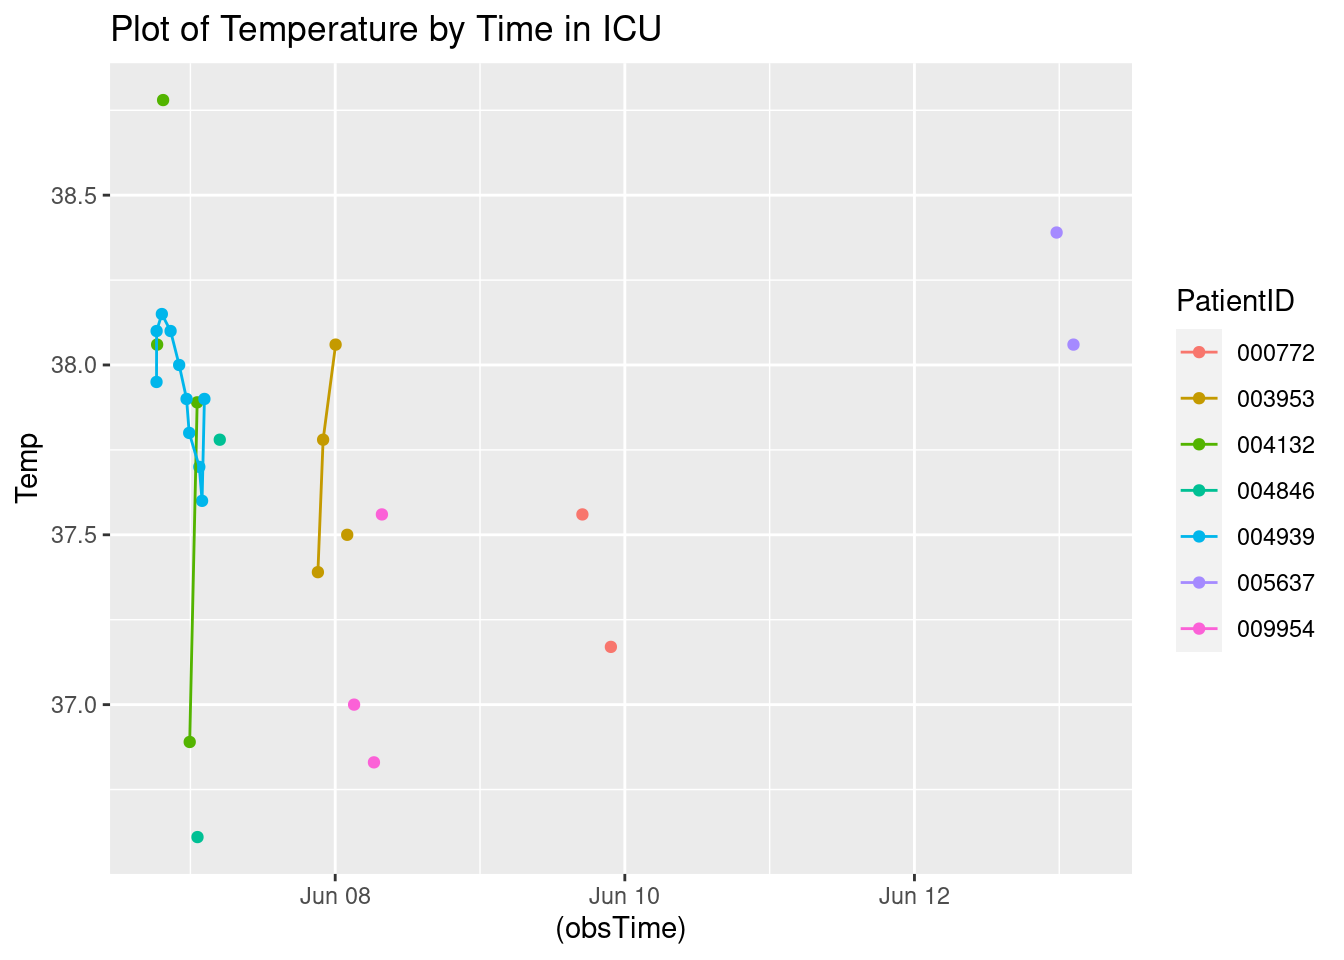 Plot of Temperature by Time in ICU
38.5
38.0
37.5
37.0
Temp
Jun 08
Jun 10
Jun 12
(obsTime)
PatientID
000772
003953
004132
004846
004939
005637
009954